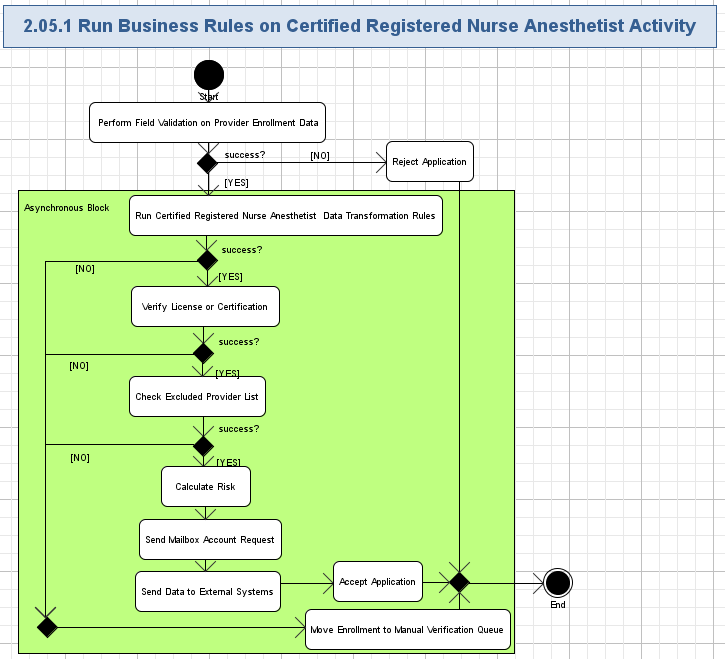 2.05.1 Run Business Rules on Certified Registered Nurse Anesthetist Activity
Start
Perform Field Validation on Provider Enrollment Data
success?
[NO]
Reject Application
[YES]
Asynchronous Block
Run Certified Registered Nurse Anesthetist Data Transformation Rules
success?
[NO]
[YES]
Verify License or Certification
success?
[NO]
[YES]
Check Excluded Provider List
success?
[NO]
[YES]
Calculate Risk
Send Mailbox Account Request
Send Data to External Systems
Accept Application
End
Move Enrollment to Manual Verification Queue